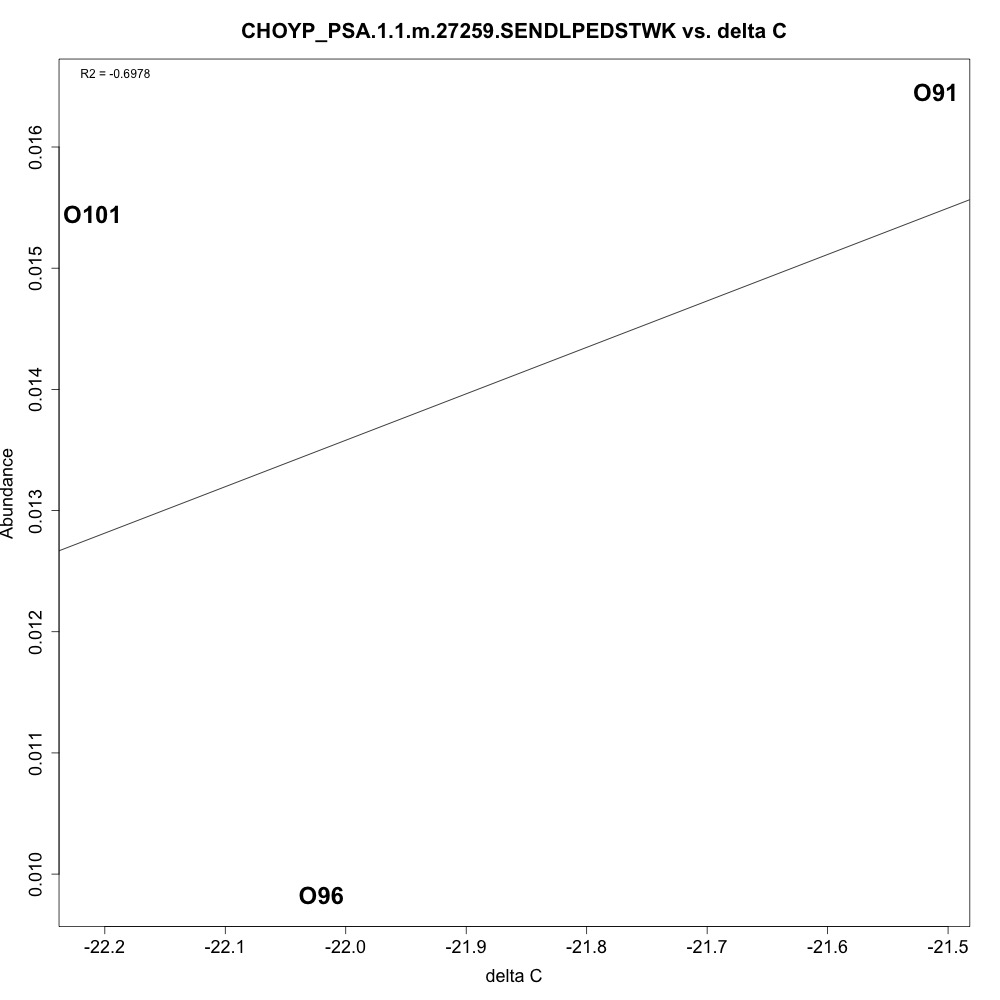 CHOYP_PSA.1.1.m.27259.SENDLPEDSTWK vs. delta C
R2 = -0.6978
O91
O101
O96
Abundance
0.016
0.015
0.014
0.013
0.012
0.011
0.010
-22.2
-22.1
-22.0
-21.9
-21.8
-21.7
-21.6
-21.5
delta C